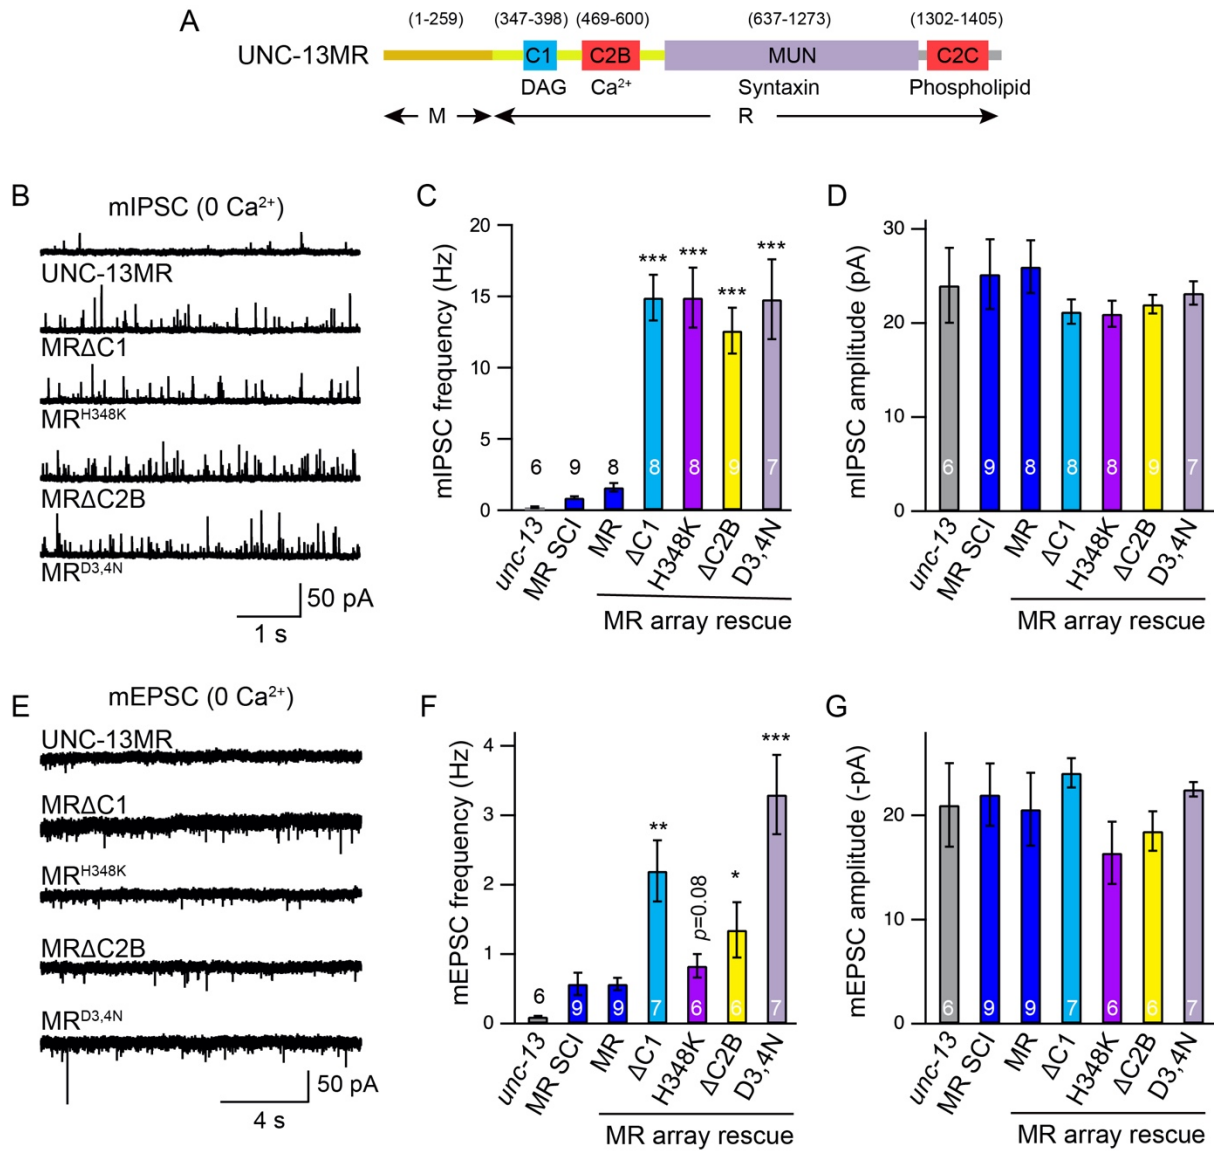 A
(1-259) (347-398) (469-600) (637-1273) (1302-1405)
UNC-13MR C1 C2B MUN C2C
DAG Ca²⁺ Syntaxin Phospholipid
M R
B
mIPSC (0 Ca²⁺)
UNC-13MR
MRΔC1
MR^H348K
MRΔC2B
MR^D3,4N
50 pA
1 s
C
mIPSC frequency (Hz)
20
15
10
5
0
6 9 8 8 8 9 7
*** *** *** ***
unc-13 MR SCI MR ΔC1 H348K ΔC2B D3,4N
MR array rescue
D
mIPSC amplitude (pA)
30
20
10
0
6 9 8 8 8 9 7
unc-13 MR SCI MR ΔC1 H348K ΔC2B D3,4N
MR array rescue
E
mEPSC (0 Ca²⁺)
UNC-13MR
MRΔC1
MR^H348K
MRΔC2B
MR^D3,4N
50 pA
4 s
F
mEPSC frequency (Hz)
4
3
2
1
0
6 9 9 7 6 6 7
** p=0.08 * ***
unc-13 MR SCI MR ΔC1 H348K ΔC2B D3,4N
MR array rescue
G
mEPSC amplitude (-pA)
20
10
0
6 9 9 7 6 6 7
unc-13 MR SCI MR ΔC1 H348K ΔC2B D3,4N
MR array rescue